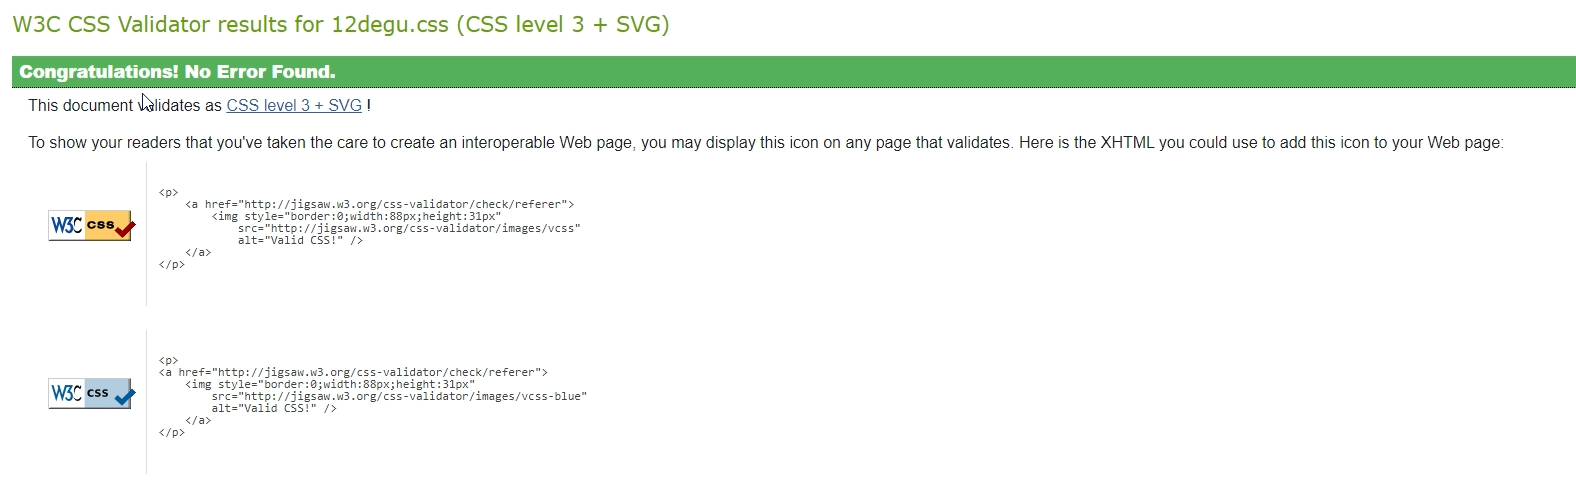 W3C CSS Validator results for 12degu.css (CSS level 3 + SVG)
Congratulations! No Error Found.
This document validates as CSS level 3 + SVG !
To show your readers that you've taken the care to create an interoperable Web page, you may display this icon on any page that validates. Here is the XHTML you could use to add this icon to your Web page:
W3C css
<p>
<a href="http://jigsaw.w3.org/css-validator/check/referer">
<img style="border:0;width:88px;height:31px"
src="http://jigsaw.w3.org/css-validator/images/vcss"
alt="Valid CSS!" />
</a>
</p>
W3C css
<p>
<a href="http://jigsaw.w3.org/css-validator/check/referer">
<img style="border:0;width:88px;height:31px"
src="http://jigsaw.w3.org/css-validator/images/vcss-blue"
alt="Valid CSS!" />
</a>
</p>